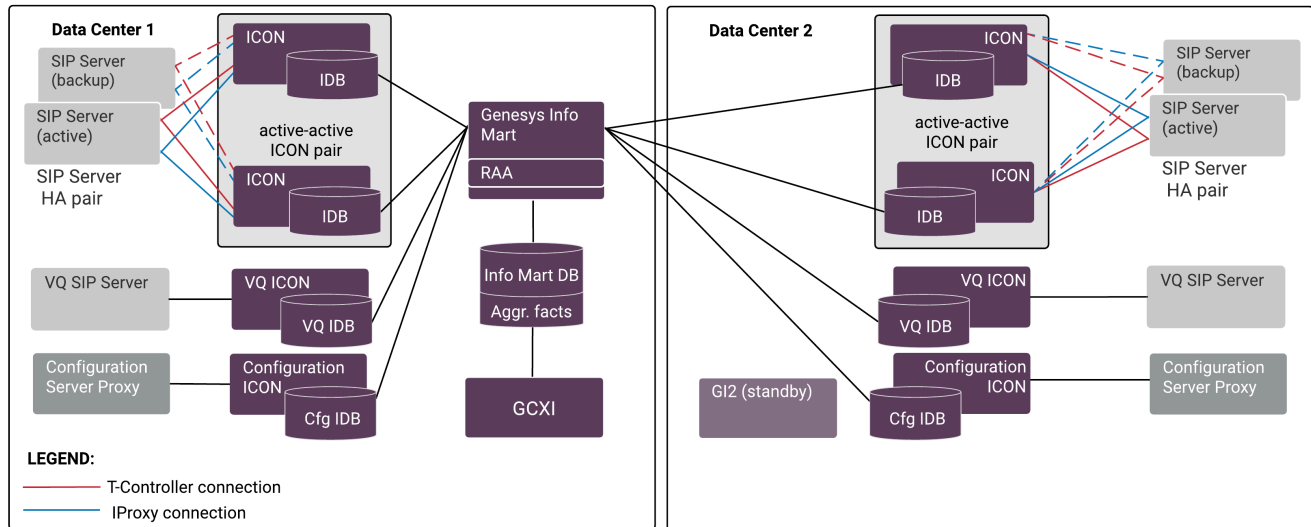 Data Center 1
SIP Server
(backup)
SIP Server
(active)
SIP Server
HA pair
ICON
IDB
active-active
ICON pair
ICON
IDB
VQ SIP Server
VQ ICON
VQ IDB
Configuration
Server Proxy
Configuration
ICON
Cfg IDB
Genesys Info
Mart
RAA
Info Mart DB
Aggr. facts
GCXI
LEGEND:
T-Controller connection
IProxy connection
Data Center 2
ICON
IDB
active-active
ICON pair
ICON
IDB
SIP Server
(backup)
SIP Server
(active)
SIP Server
HA pair
VQ ICON
VQ IDB
VQ SIP Server
GI2 (standby)
Configuration
ICON
Cfg IDB
Configuration
Server Proxy